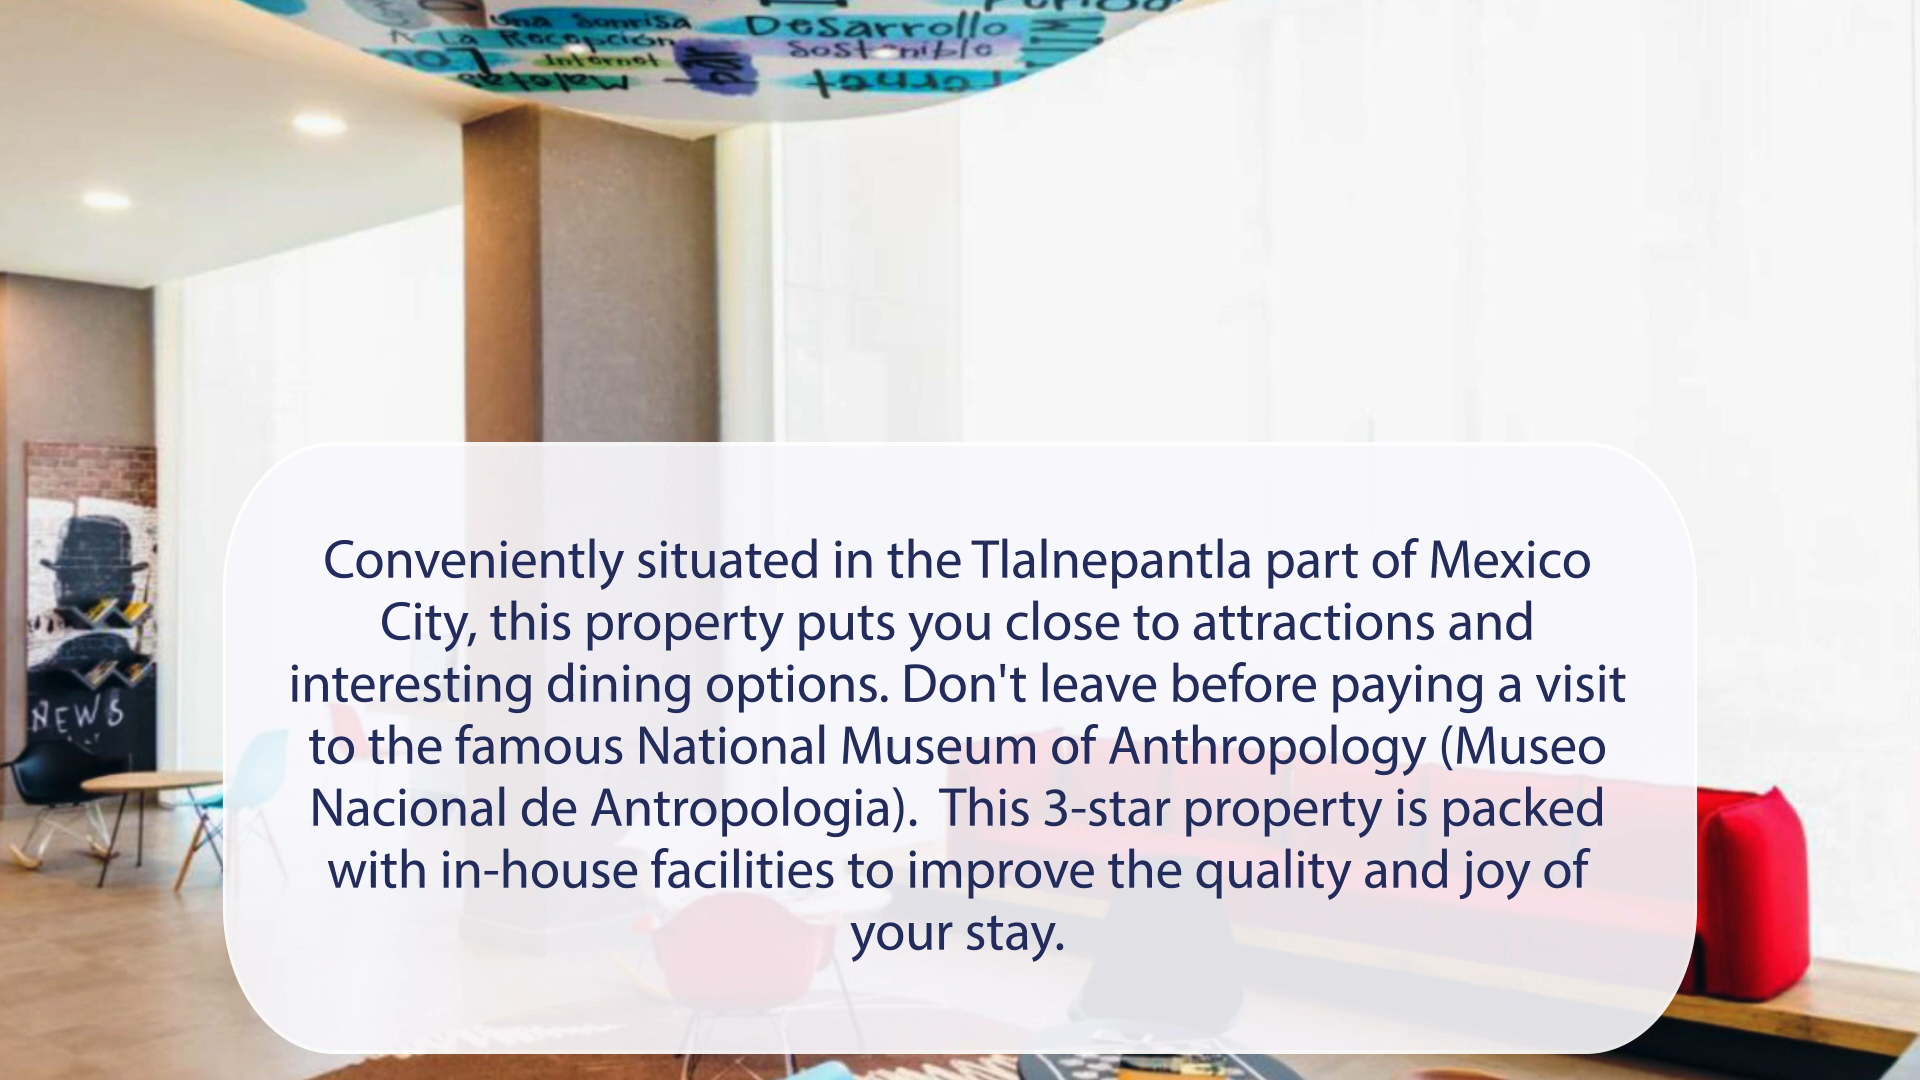 una Sonrisa
A La Recepción
Internet
Maletas
Desarrollo
Sostenible
Conveniently situated in the Tlalnepantla part of Mexico
City, this property puts you close to attractions and
interesting dining options. Don't leave before paying a visit
to the famous National Museum of Anthropology (Museo
Nacional de Antropologia).  This 3-star property is packed
with in-house facilities to improve the quality and joy of
your stay.
NEWS